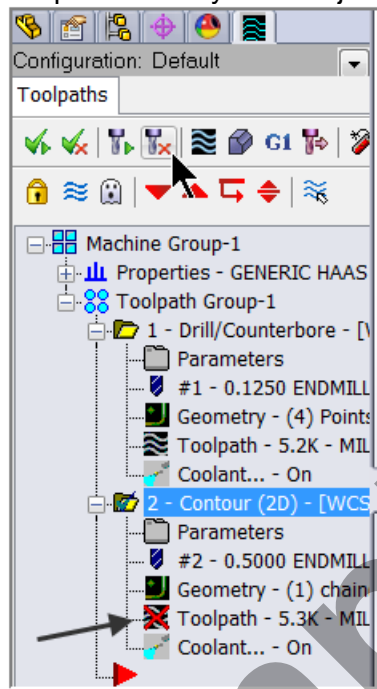 Configuration: Default
Toolpaths
G1
Machine Group-1
Properties - GENERIC HAAS
Toolpath Group-1
1 - Drill/Counterbore - [W
Parameters
#1 - 0.1250 ENDMILL
Geometry - (4) Points
Toolpath - 5.2K - MIL
Coolant... - On
2 - Contour (2D) - [WCS
Parameters
#2 - 0.5000 ENDMILL
Geometry - (1) chain
Toolpath - 5.3K - MIL
Coolant... - On